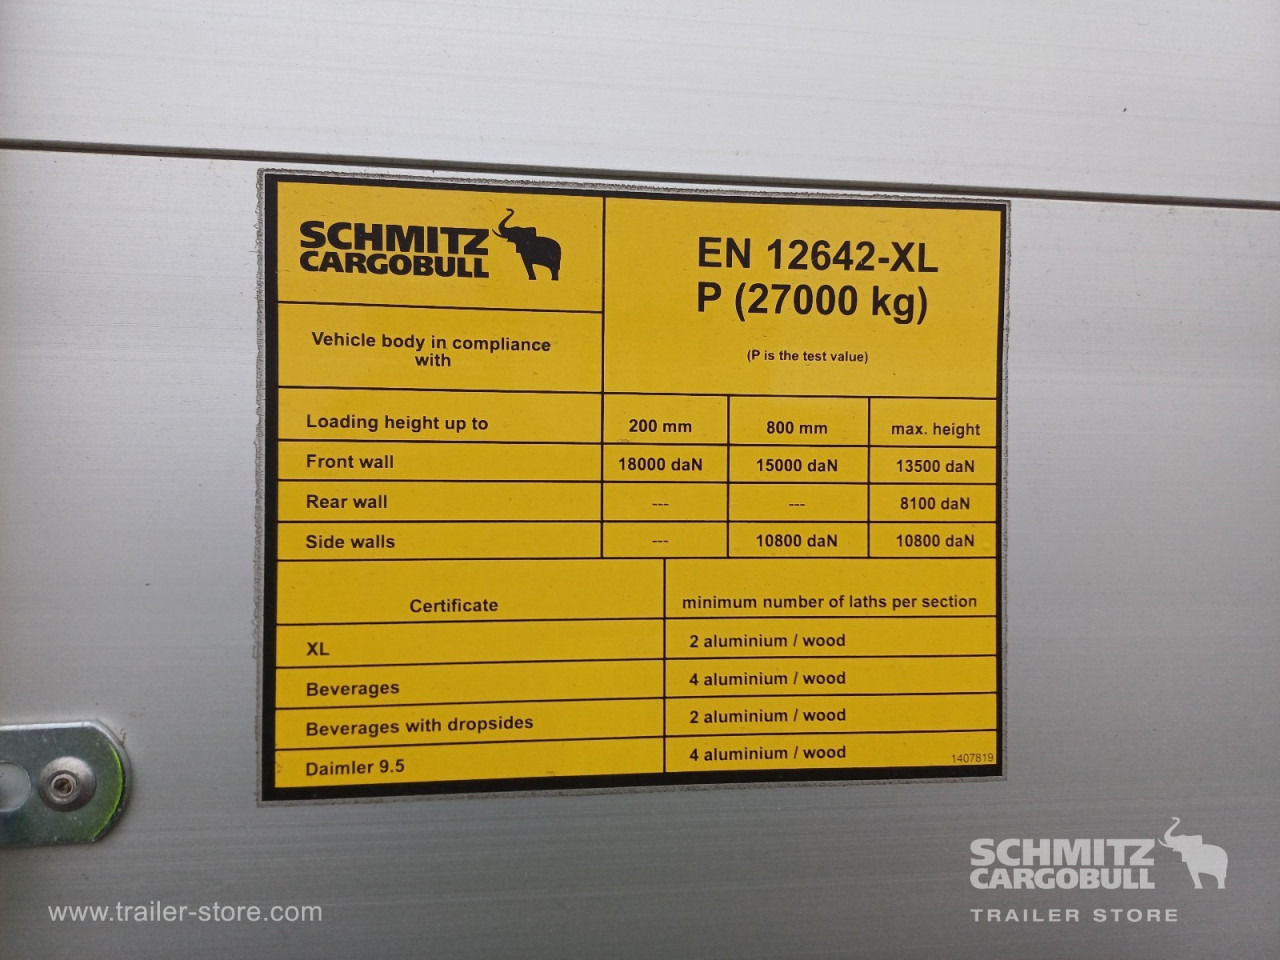 SCHMITZ
CARGOBULL
EN 12642-XL
P (27000 kg)
(P is the test value)
Vehicle body in compliance
with
Loading height up to 200 mm 800 mm max. height
Front wall 18000 daN 15000 daN 13500 daN
Rear wall --- --- 8100 daN
Side walls --- 10800 daN 10800 daN
Certificate minimum number of laths per section
XL 2 aluminium / wood
Beverages 4 aluminium / wood
Beverages with dropsides 2 aluminium / wood
Daimler 9.5 4 aluminium / wood
1407819
SCHMITZ
CARGOBULL
TRAILER STORE
www.trailer-store.com